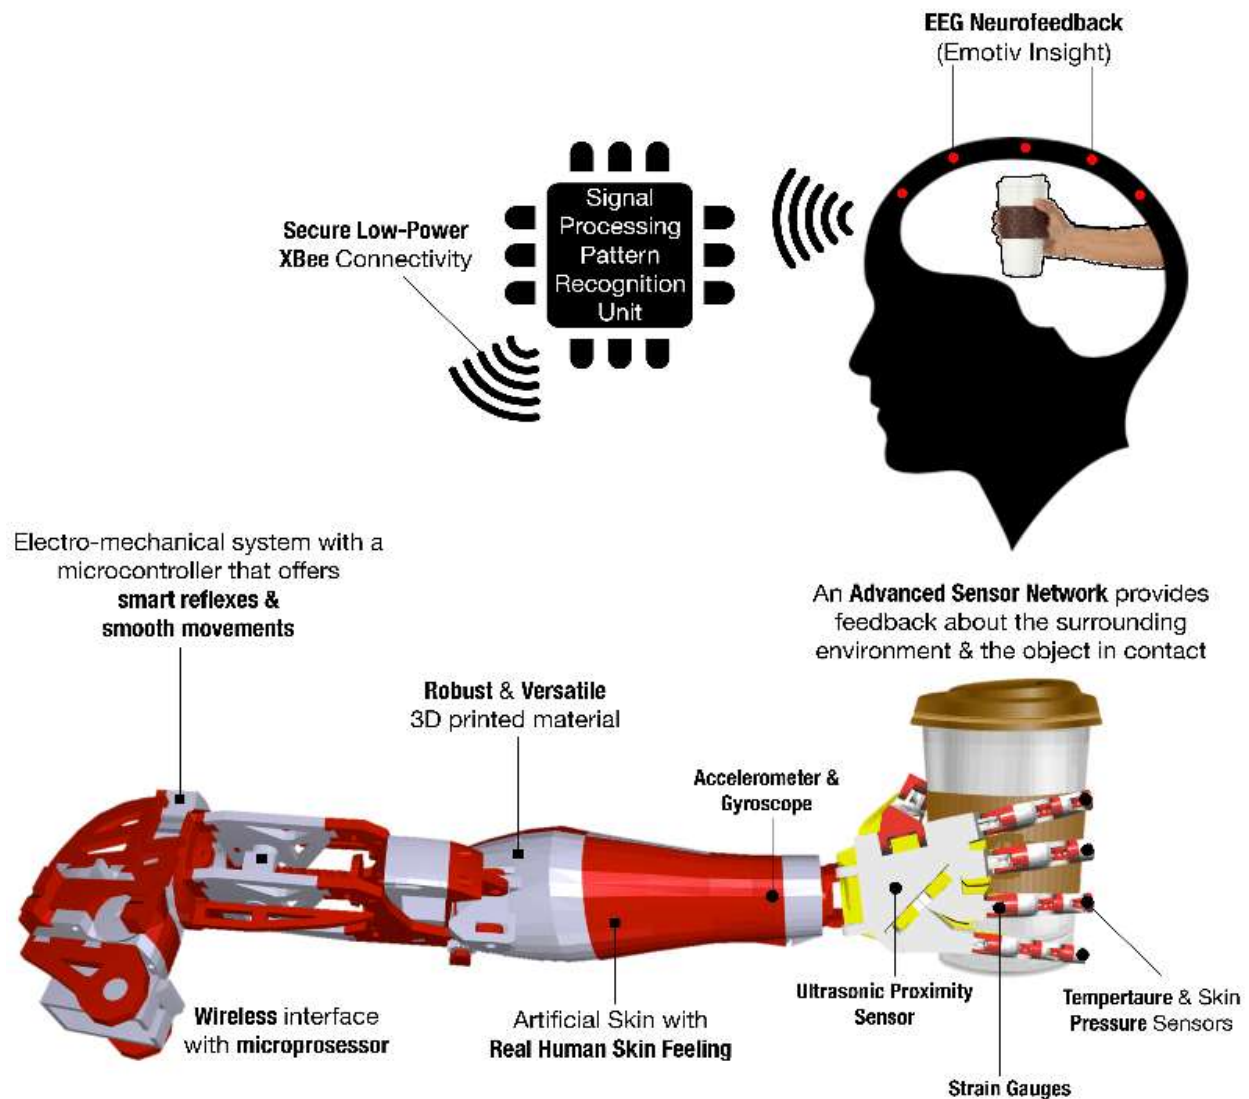 EEG Neurofeedback
(Emotiv Insight)
Signal
Processing
Pattern
Recognition
Unit
Secure Low-Power
XBee Connectivity
Electro-mechanical system with a
microcontroller that offers
smart reflexes &
smooth movements
An Advanced Sensor Network provides
feedback about the surrounding
environment & the object in contact
Robust & Versatile
3D printed material
Accelerometer &
Gyroscope
Wireless interface
with microprosessor
Artificial Skin with
Real Human Skin Feeling
Ultrasonic Proximity
Sensor
Tempertaure & Skin
Pressure Sensors
Strain Gauges